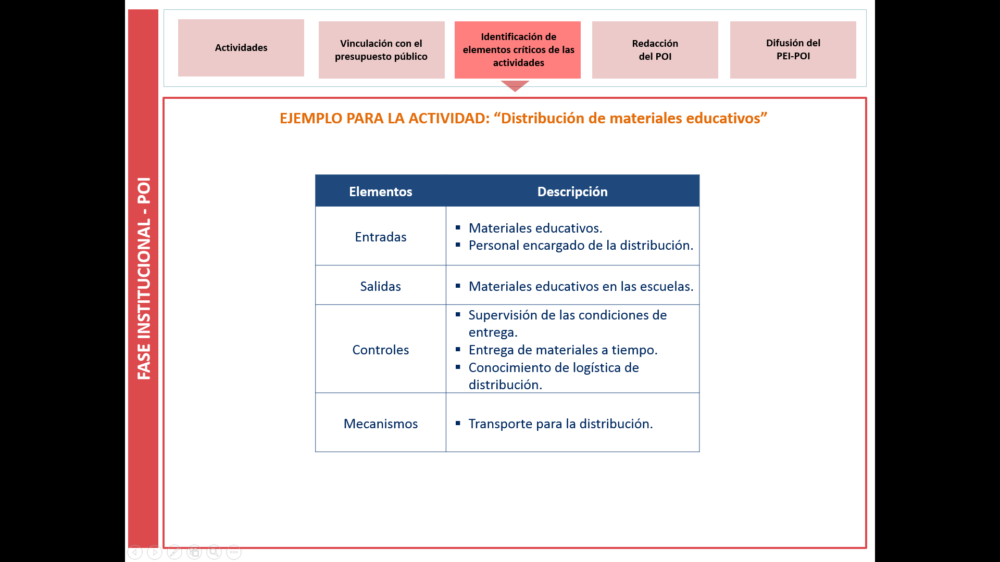 FASE INSTITUCIONAL - POI
Actividades
Vinculación con el
presupuesto público
Identificación de
elementos críticos de las
actividades
Redacción
del POI
Difusión del
PEI-POI
EJEMPLO PARA LA ACTIVIDAD: “Distribución de materiales educativos”
Elementos
Descripción
Entradas
▪ Materiales educativos.
▪ Personal encargado de la distribución.
Salidas
▪ Materiales educativos en las escuelas.
Controles
▪ Supervisión de las condiciones de
entrega.
▪ Entrega de materiales a tiempo.
▪ Conocimiento de logística de
distribución.
Mecanismos
▪ Transporte para la distribución.